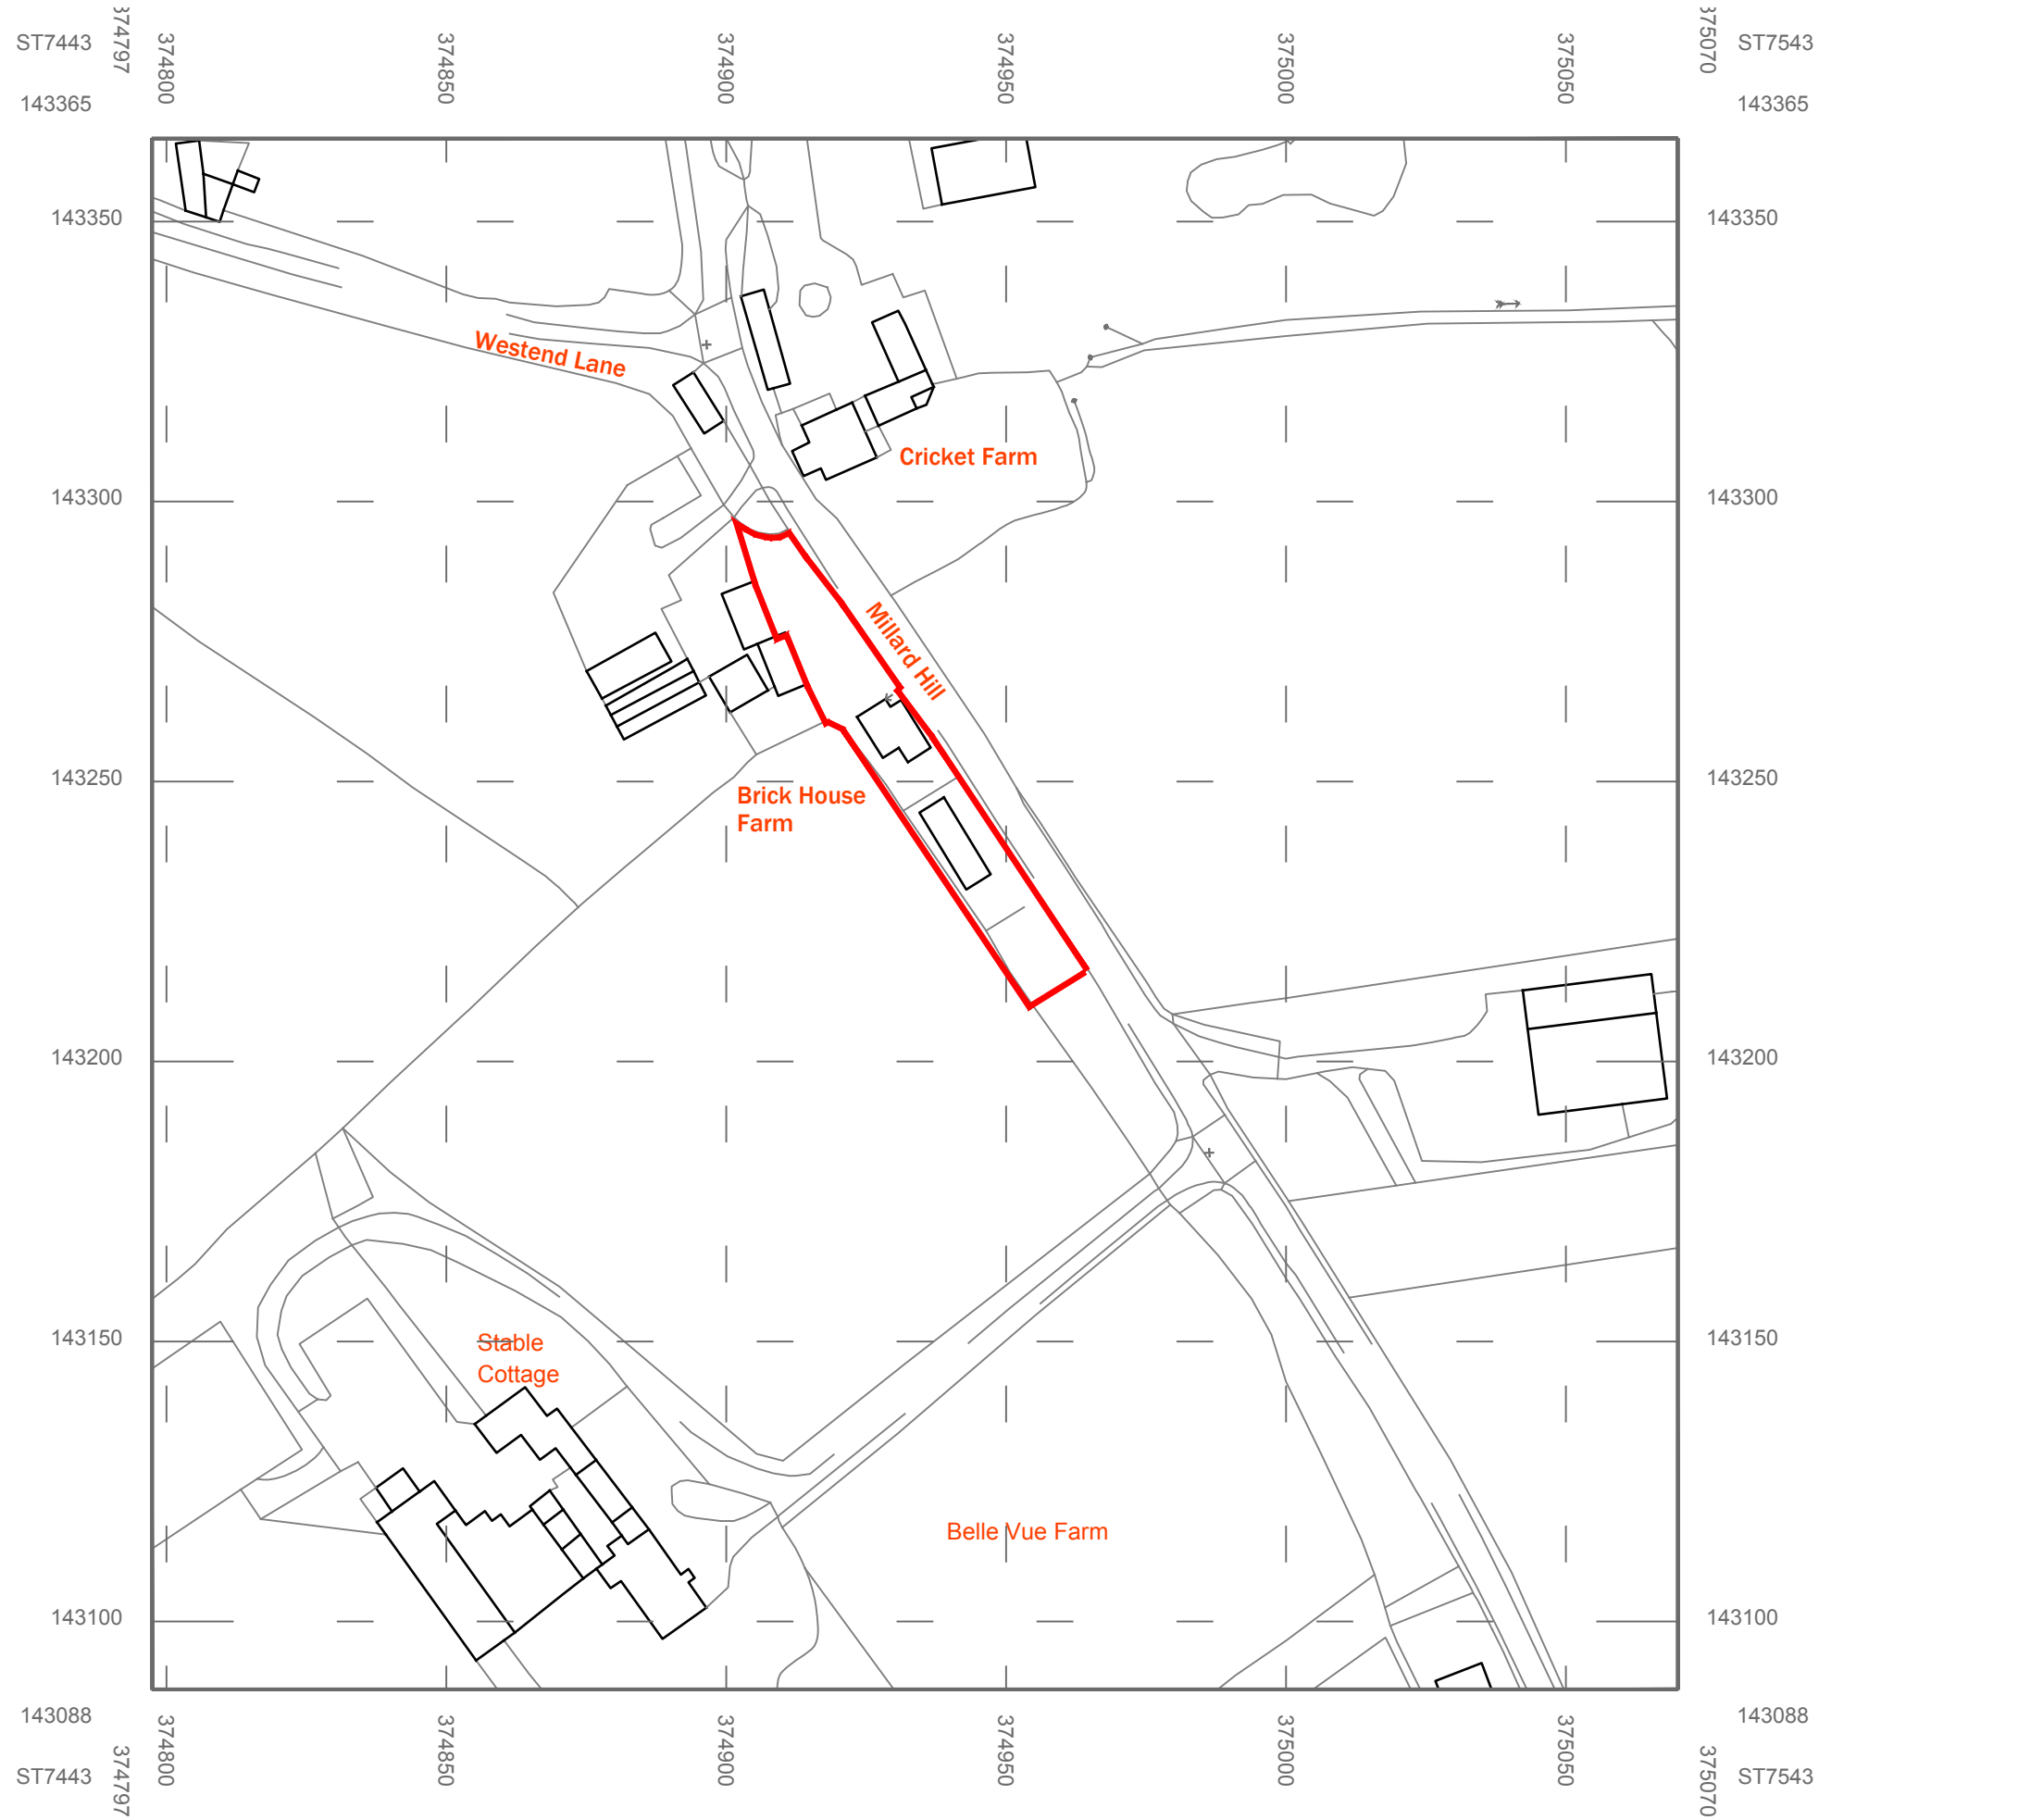 ST7443
374797
374800
374850
374900
374950
375000
375050
375070
ST7543
143365
143365
143350
143350
Westend Lane
Cricket Farm
143300
143300
Millard Hill
143250
143250
Brick House
Farm
143200
143200
143150
143150
Stable
Cottage
Belle Vue Farm
143100
143100
143088
143088
ST7443
374797
374800
374850
374900
374950
375000
375050
375070
ST7543